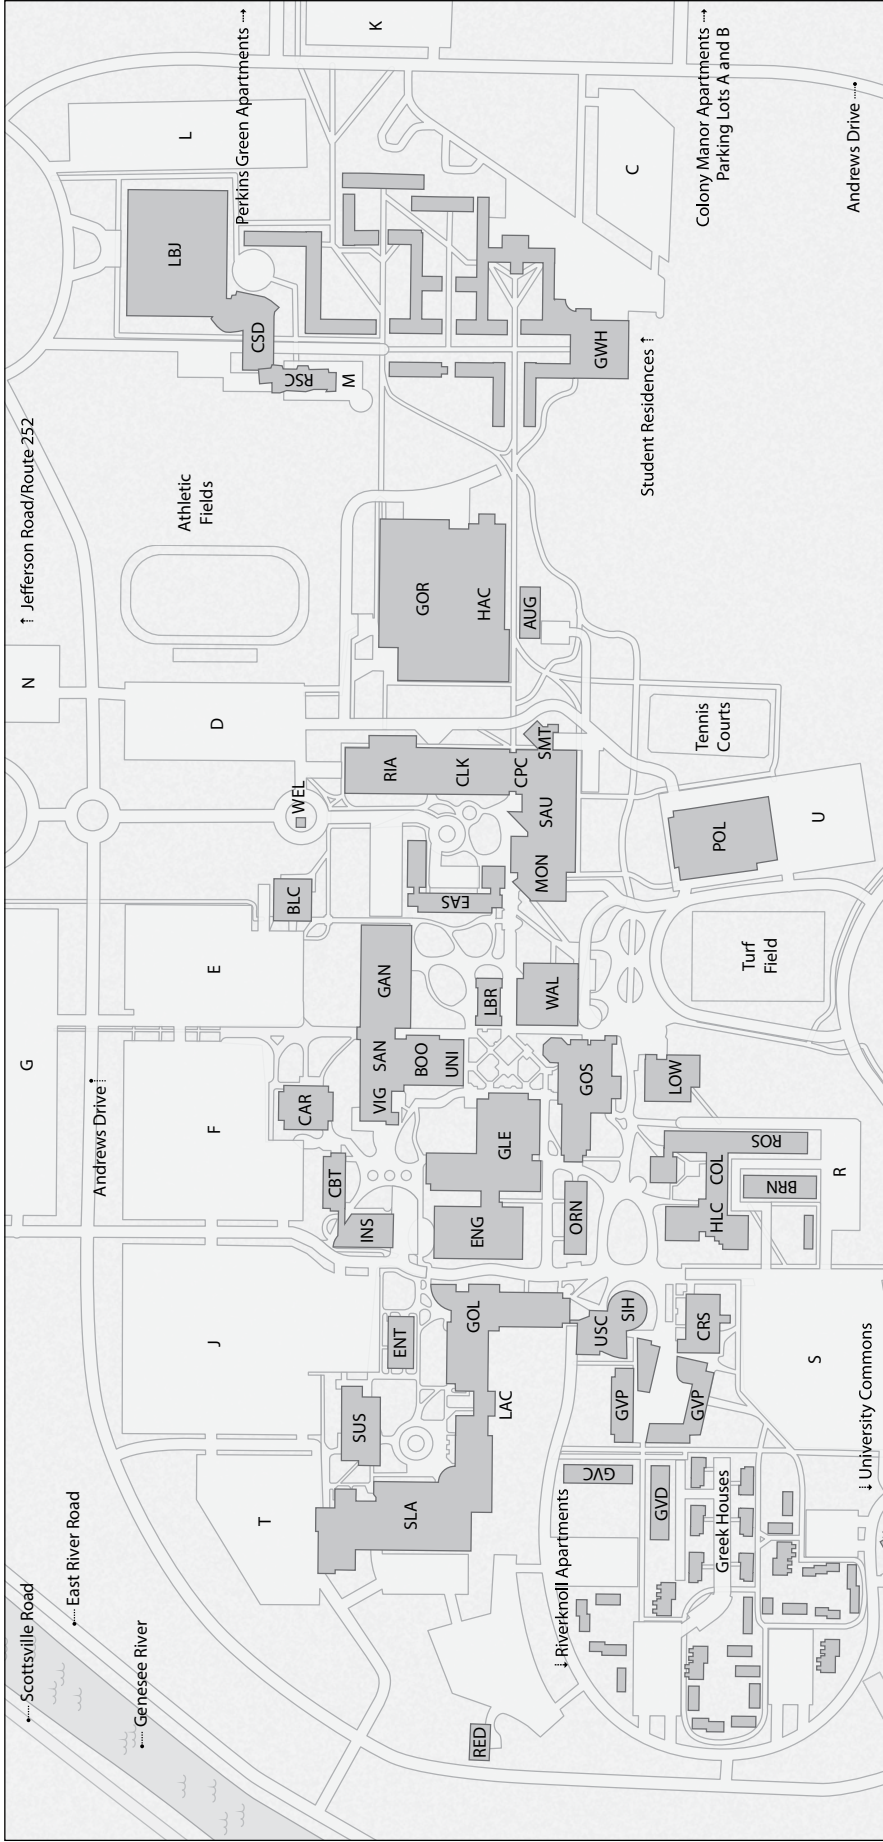 Scottsville Road
G
N
Jefferson Road/Route 252
East River Road
Andrews Drive
Genesee River
LBJ
L
Athletic
Fields
J
F
E
D
Perkins Green Apartments
T
CSD
BLC
WEL
RSC
CAR
CBT
M
SUS
INS
VIG
SAN
GAN
RIA
K
ENT
SLA
BOO
GOR
UNI
EAS
CLK
HAC
RED
GOL
ENG
LBR
LAC
GLE
CPC
AUG
MON
SAU
SMT
WAL
Riverknoll Apartments
ORN
GOS
GVC
USC
GWH
GVP
SIH
C
Student Residences
GVD
LOW
GVP
CRS
HLC
COL
Colony Manor Apartments
Parking Lots A and B
Greek Houses
POL
Tennis
Courts
Turf
Field
ROS
BRN
S
R
U
University Commons
Andrews Drive